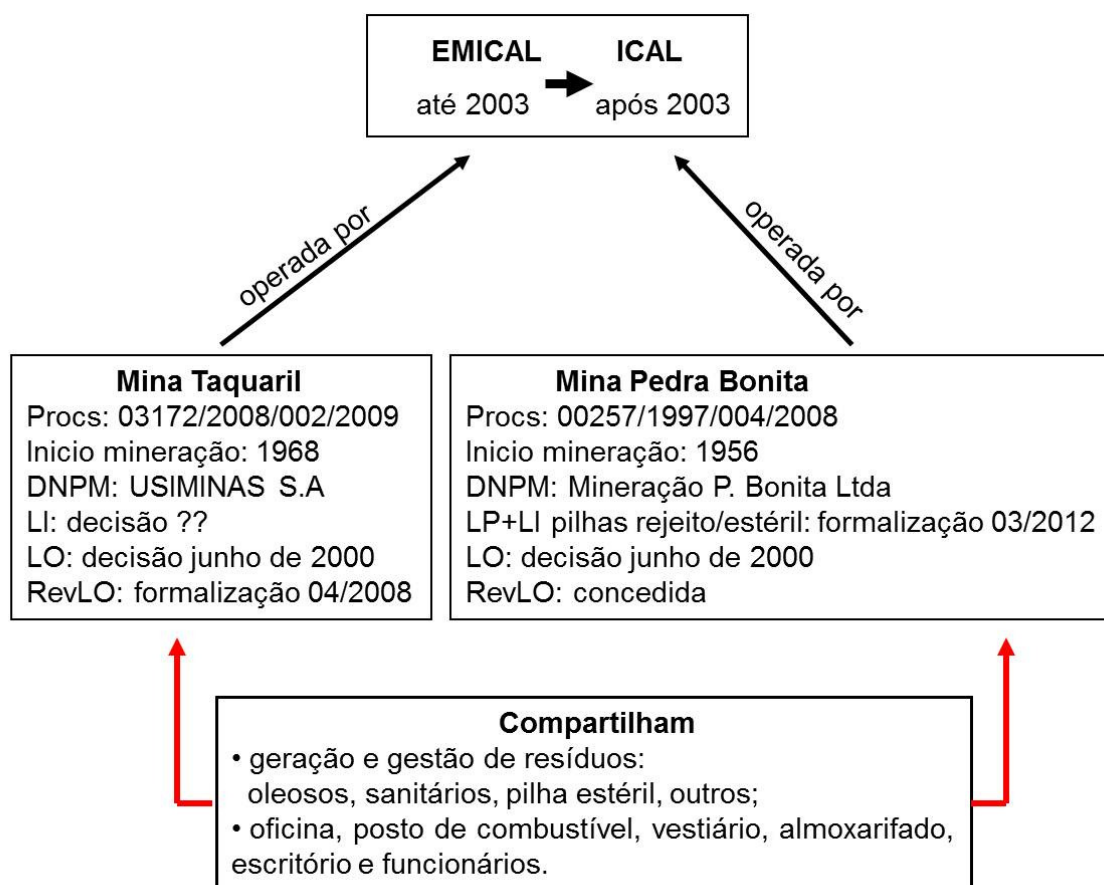 EMICAL ICAL
até 2003 após 2003
operada por
operada por
Mina Taquaril
Procs: 03172/2008/002/2009
Inicio mineração: 1968
DNPM: USIMINAS S.A
LI: decisão ??
LO: decisão junho de 2000
RevLO: formalização 04/2008
Mina Pedra Bonita
Procs: 00257/1997/004/2008
Inicio mineração: 1956
DNPM: Mineração P. Bonita Ltda
LP+LI pilhas rejeito/estéril: formalização 03/2012
LO: decisão junho de 2000
RevLO: concedida
Compartilham
• geração e gestão de resíduos:
oleosos, sanitários, pilha estéril, outros;
• oficina, posto de combustível, vestiário, almoxarifado,
escritório e funcionários.